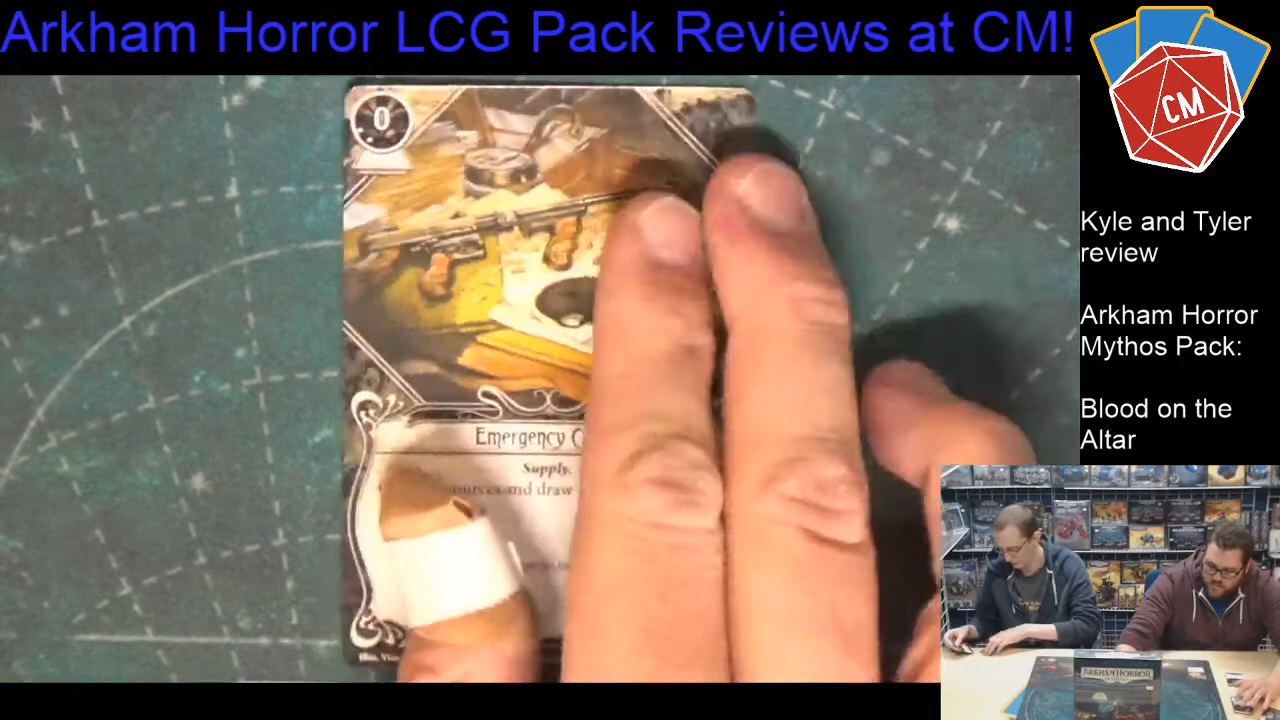 Arkham Horror LCG Pack Reviews at CM!
CM
Kyle and Tyler
review
Arkham Horror
Mythos Pack:
Blood on the
Altar
0
Emergency
Supply.
and draw
ARKHAM HORROR